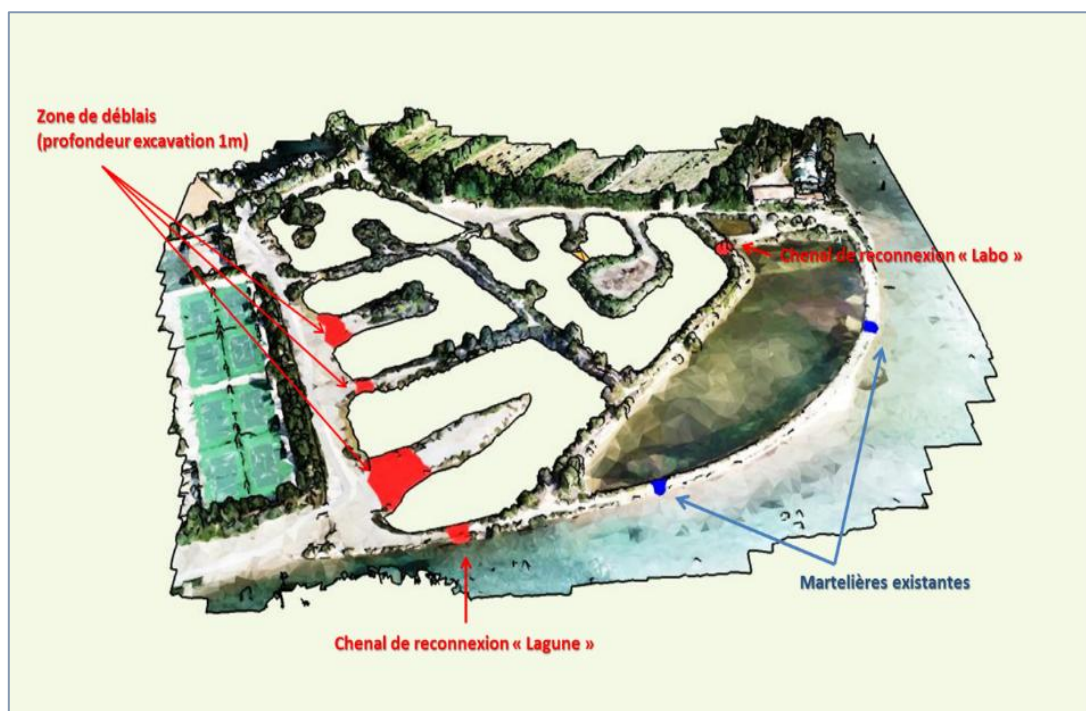 Zone de déblais
(profondeur excavation 1m)
Chenal de reconnexion « Labo »
Martelières existantes
Chenal de reconnexion « Lagune »